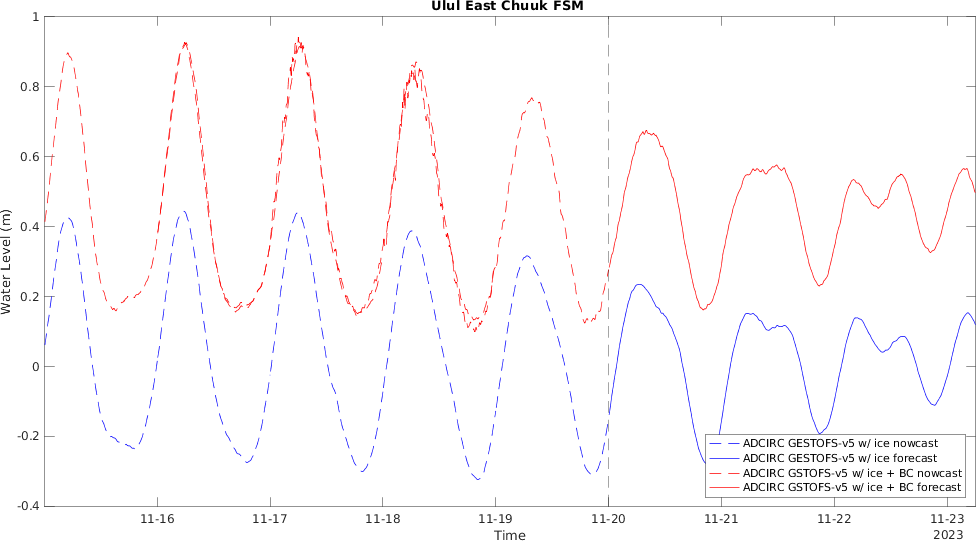 Ulul East Chuuk FSM
Water Level (m)
1
0.8
0.6
0.4
0.2
0
-0.2
-0.4
ADCIRC GESTOFS-v5 w/ ice nowcast
ADCIRC GESTOFS-v5 w/ ice forecast
ADCIRC GSTOFS-v5 w/ ice + BC nowcast
ADCIRC GSTOFS-v5 w/ ice + BC forecast
11-16 11-17 11-18 11-19 11-20 11-21 11-22 11-23
Time 2023